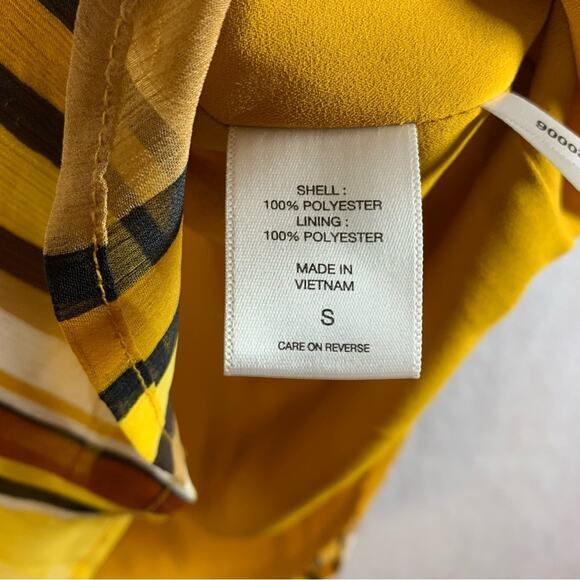 SHELL :
100% POLYESTER
LINING :
100% POLYESTER
MADE IN
VIETNAM
S
CARE ON REVERSE